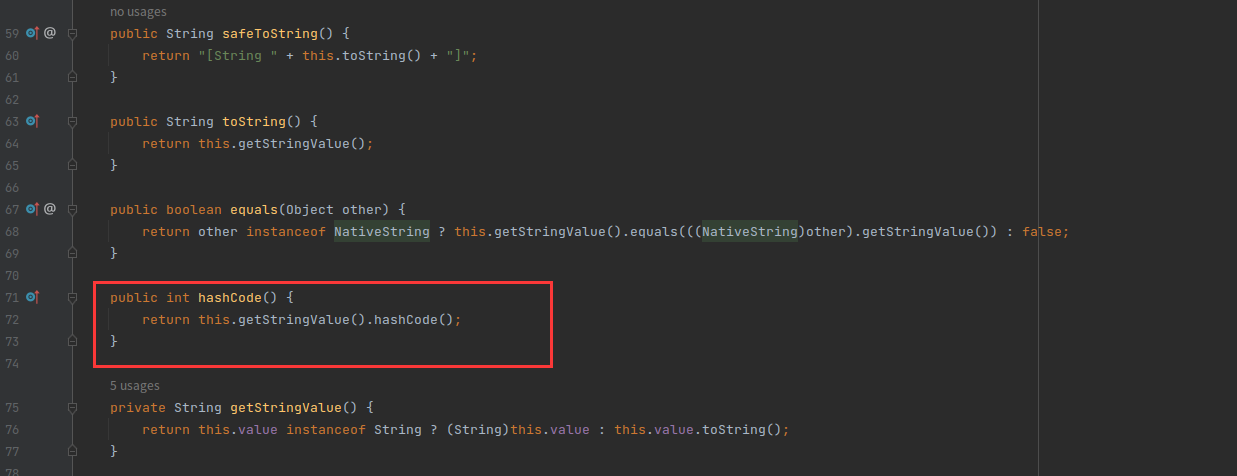 no usages
59 @ public String safeToString() {
60 return "[String " + this.toString() + "]";
61 }
62
63 public String toString() {
64 return this.getStringValue();
65 }
66
67 @ public boolean equals(Object other) {
68 return other instanceof NativeString ? this.getStringValue().equals(((NativeString)other).getStringValue()) : false;
69 }
70
71 public int hashCode() {
72 return this.getStringValue().hashCode();
73 }
74
5 usages
75 private String getStringValue() {
76 return this.value instanceof String ? (String)this.value : this.value.toString();
77 }
78